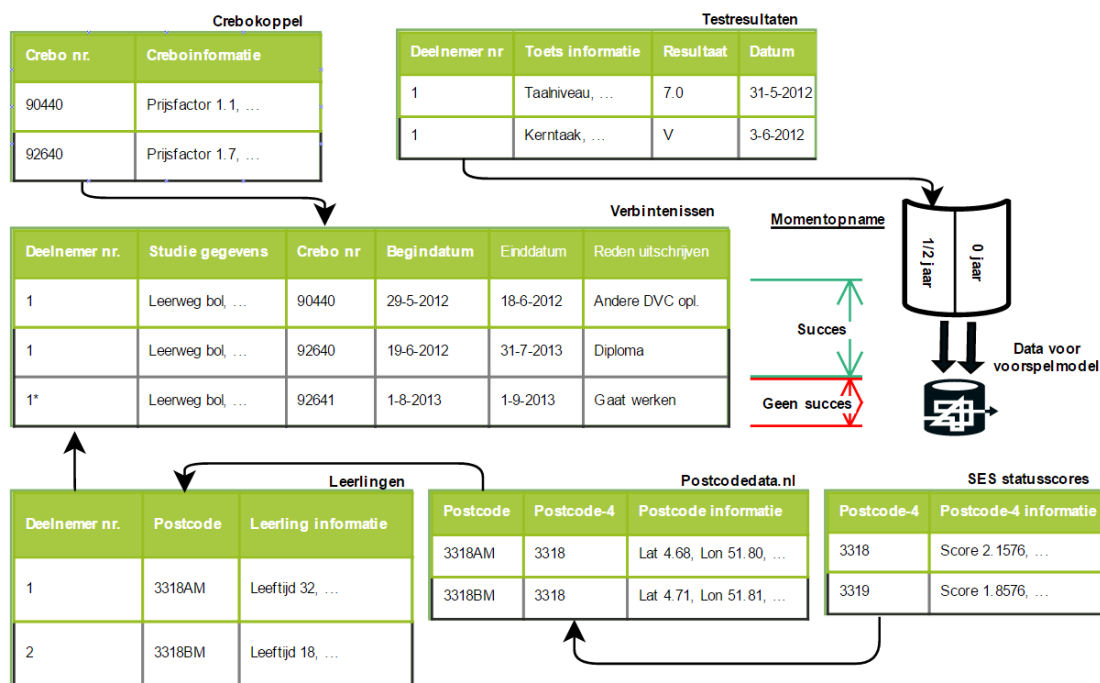 Crebokoppel
Crebo nr. Creboinformatie
90440 Prijsfactor 1.1, ...
92640 Prijsfactor 1.7, ...
Testresultaten
Deelnemer nr Toets informatie Resultaat Datum
1 Taalniveau, ... 7.0 31-5-2012
1 Kerntaak, ... V 3-6-2012
Verbintenissen
Deelnemer nr. Studie gegevens Crebo nr Begindatum Einddatum Reden uitschrijven
1 Leerweg bol, ... 90440 29-5-2012 18-6-2012 Andere DVC opl.
1 Leerweg bol, ... 92640 19-6-2012 31-7-2013 Diploma
1* Leerweg bol, ... 92641 1-8-2013 1-9-2013 Gaat werken
Momentopname
Succes
Geen succes
1/2 jaar
0 jaar
Data voor
voorspelmodel
Leerlingen
Deelnemer nr. Postcode Leerling informatie
1 3318AM Leeftijd 32, ...
2 3318BM Leeftijd 18, ...
Postcodedata.nl
Postcode Postcode-4 Postcode informatie
3318AM 3318 Lat 4.68, Lon 51.80, ...
3318BM 3318 Lat 4.71, Lon 51.81, ...
SES statusscores
Postcode-4 Postcode-4 informatie
3318 Score 2.1576, ...
3319 Score 1.8576, ...